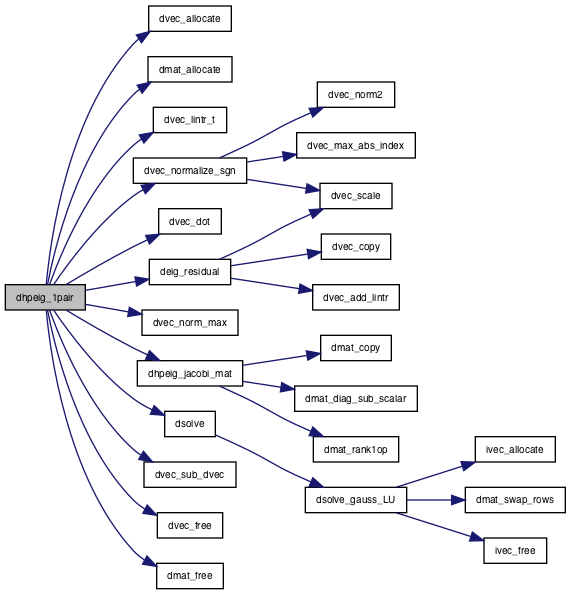 dhpeig_1pair
dvec_allocate
dmat_allocate
dvec_lintr_t
dvec_normalize_sgn
dvec_dot
deig_residual
dvec_norm_max
dhpeig_jacobi_mat
dsolve
dvec_sub_dvec
dvec_free
dmat_free
dvec_norm2
dvec_max_abs_index
dvec_scale
dvec_copy
dvec_add_lintr
dmat_copy
dmat_diag_sub_scalar
dmat_rank1op
dsolve_gauss_LU
ivec_allocate
dmat_swap_rows
ivec_free